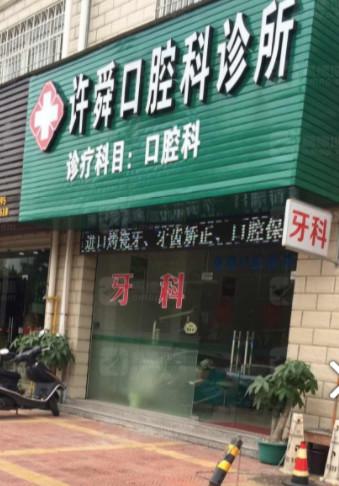 许舜口腔科诊所
诊疗科目：口腔科
进口烤瓷牙、牙齿矫正、口腔保
牙科
牙科